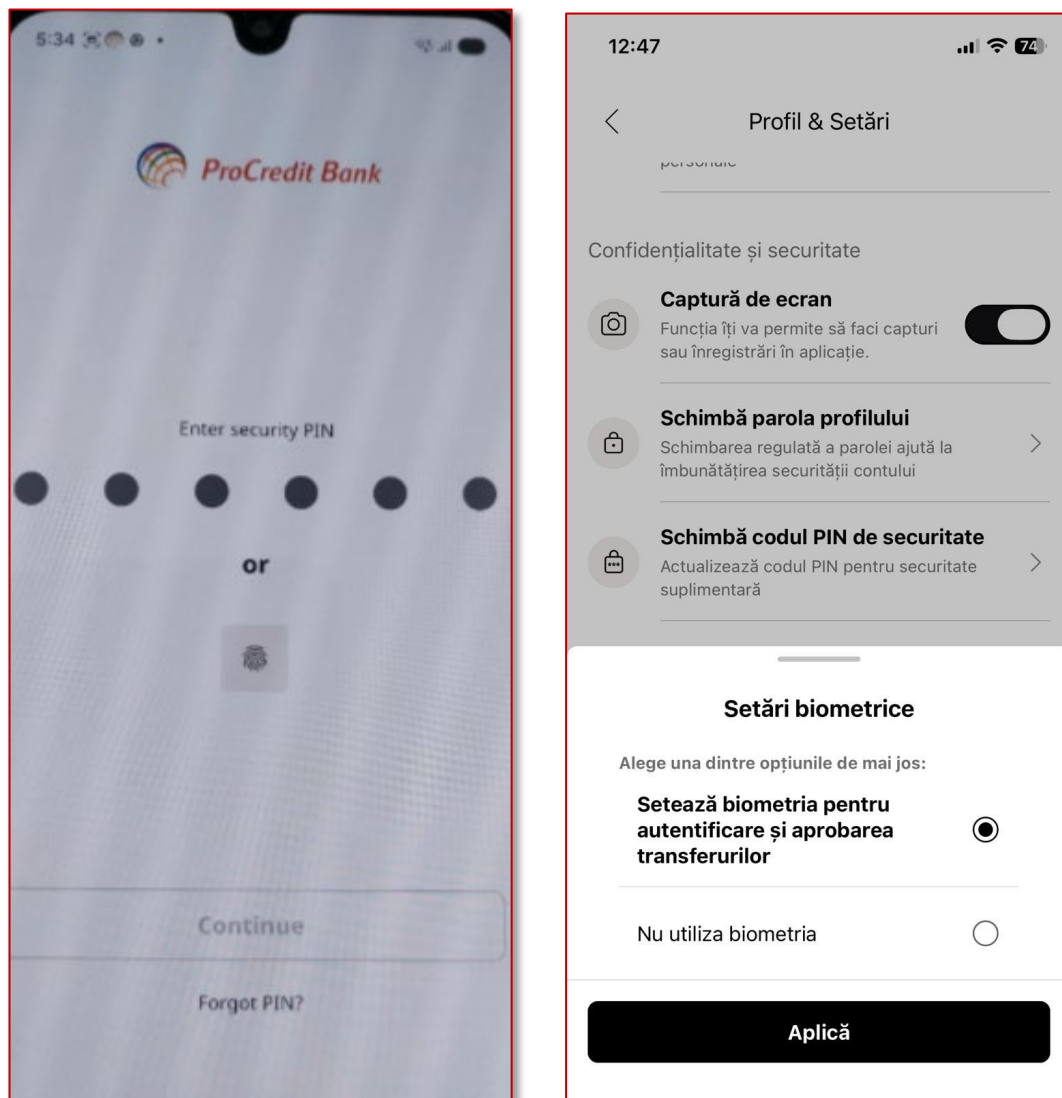 5:34
ProCredit Bank
Enter security PIN
or
Continue
Forgot PIN?
12:47
74
Profil & Setări
personale
Confidențialitate și securitate
Captură de ecran
Funcția îți va permite să faci capturi
sau înregistrări în aplicație.
Schimbă parola profilului
Schimbarea regulată a parolei ajută la
îmbunătățirea securității contului
Schimbă codul PIN de securitate
Actualizează codul PIN pentru securitate
suplimentară
Setări biometrice
Alege una dintre opțiunile de mai jos:
Setează biometria pentru
autentificare și aprobarea
transferurilor
Nu utiliza biometria
Aplică